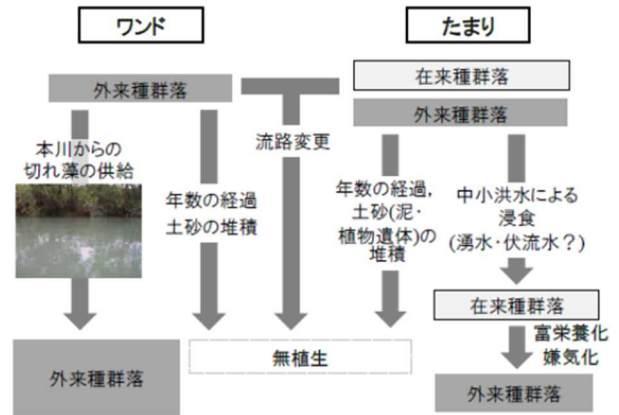 ワンド
たまり
外来種群落
在来種群落
外来種群落
本川からの
切れ藻の供給
年数の経過
土砂の堆積
流路変更
年数の経過,
土砂(泥・
植物遺体)の
堆積
中小洪水による
浸食
(湧水・伏流水?)
在来種群落
富栄養化
嫌気化
外来種群落
無植生
外来種群落